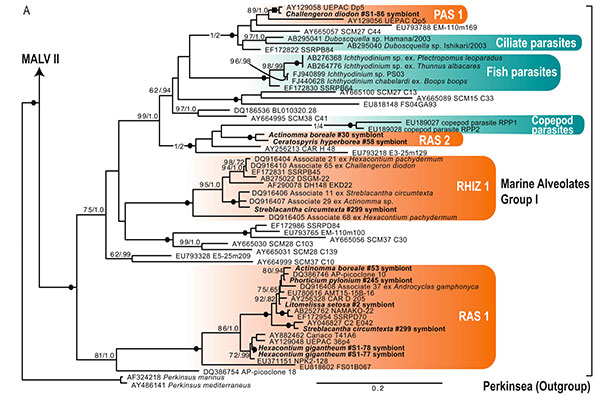 A
MALV II
89/1.0
AY129058 UEPAC Dp5
Challengeron diodon #S1-86 symbiont
AY129056 UEPAC Qp5
EU793788 EM-110m169
PAS 1
AY665057 SCM27 C44
1/2
97/1.0
AB295041 Duboscquella sp. Hamana/2003
AB295040 Duboscquella sp. Ishikari/2003
EF172822 SSRPB84
Ciliate parasites
96/.98
98/.99
AB276368 Ichthyodinium sp. ex Plectropomus leoparadus
AB264776 Ichthyodinium sp. ex. Thunnus albacares
FJ940899 Ichthyodinium sp. PS03
FJ440628 Ichthyodinium chabelardi ex. Boops boops
EF172830 SSRPB64
Fish parasites
AY665100 SCM27 C13
AY665089 SCM15 C33
EU818148 FS04GA93
97/1.0
DQ186536 BL010320.28
AY664995 SCM38 C41
99/1.0
1/4
EU189027 copepod parasite RPP1
EU189028 copepod parasite RPP2
Copepod
parasites
1/2
Actinomma boreale #30 symbiont
Ceratospyris hyperborea #58 symbiont
AY256213 CAR H 48
EU793218 E3-25m129
RAS 2
98/.72
94/1.0
DQ916404 Associate 21 ex Hexacontium pachydermum
DQ916410 Associate 65 ex Challengeron diodon
EF172831 SSRPB45
AB275022 DSGM-22
95/1.0
AF290078 DH148 EKD22
DQ916406 Associate 11 ex Streblacantha circumtexta
DQ916407 Associate 29 ex Actinomma sp.
Streblacantha circumtexta #299 symbiont
DQ916405 Associate 68 ex Hexacontium pachydermum
RHIZ 1
Marine Alveolates
Group I
75/1.0
EF172986 SSRPD84
EU793765 EM-110m100
AY665056 SCM37 C30
99/1.0
AY665030 SCM28 C103
AY665031 SCM28 C139
62/.99
EU793328 E5-25m209
AY664999 SCM37 C10
80/.94
Actinomma boreale #53 symbiont
DQ386746 AP-picoclone 10
Phorticium pylonium #245 symbiont
75/.65
DQ916408 Associate 37 ex Androcyclas gamphonyca
EU780616 AMT15-15B-16
AY256328 CAR D 205
92/.82
Litomelissa setosa #2 symbiont
AB252762 NAMAKO-22
EF172954 SSRPD70
AY046827 C2 E042
Streblacantha circumtexta #299 symbiont
86/1.0
AY882462 Cariaco T41A6
AY129048 UEPAC 36p4
Hexacontium gigantheum #S1-78 symbiont
Hexacontium gigantheum #S1-77 symbiont
72/.99
EU371151 NPK2-128
EU818602 FS01B067
RAS 1
81/1.0
DQ386754 AP-picoclone 18
AF324218 Perkinsus marinus
AY486141 Perkinsus mediterraneus
0.2
Perkinsea (Outgroup)